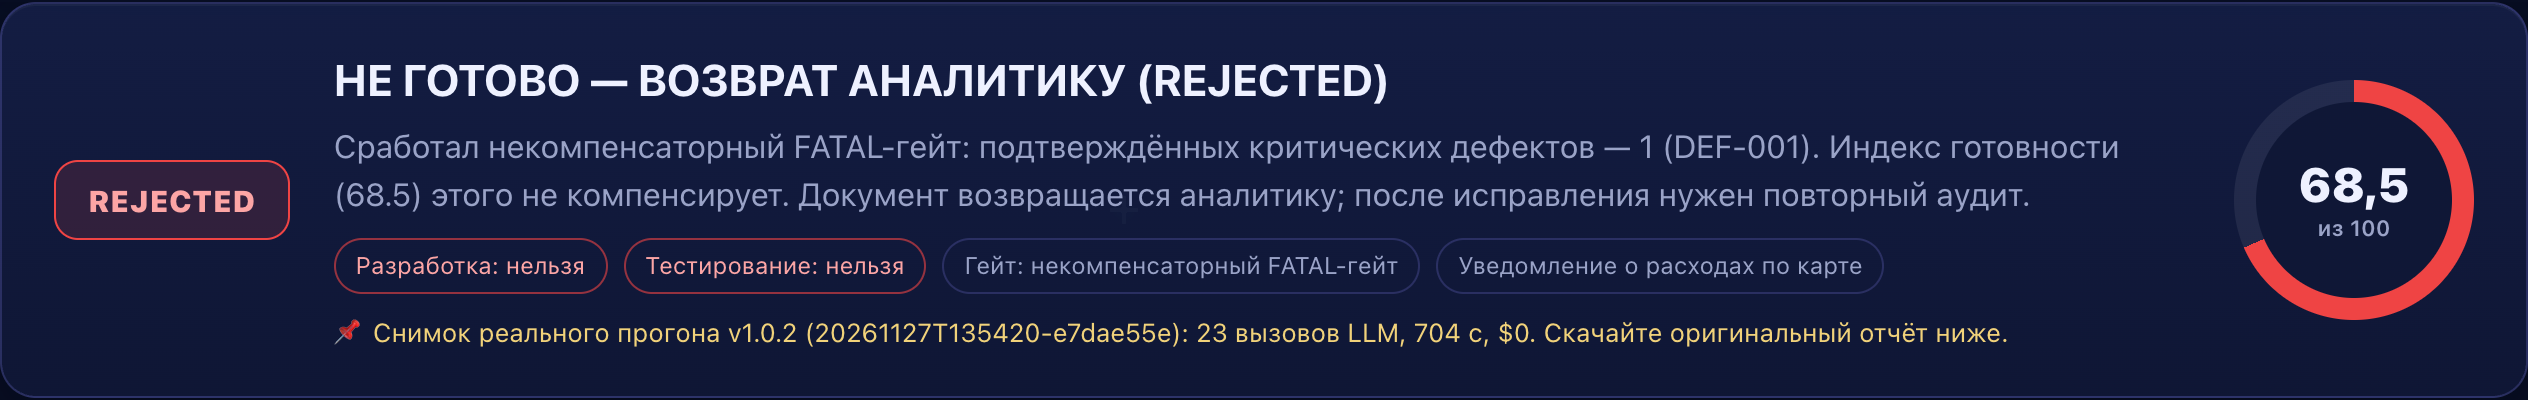 НЕ ГОТОВО — ВОЗВРАТ АНАЛИТИКУ (REJECTED)
Сработал некомпенсаторный FATAL-гейт: подтверждённых критических дефектов — 1 (DEF-001). Индекс готовности
(68.5) этого не компенсирует. Документ возвращается аналитику; после исправления нужен повторный аудит.
REJECTED
Разработка: нельзя
Тестирование: нельзя
Гейт: некомпенсаторный FATAL-гейт
Уведомление о расходах по карте
📌 Снимок реального прогона v1.0.2 (20261127T135420-e7dae55e): 23 вызовов LLM, 704 с, $0. Скачайте оригинальный отчёт ниже.
68,5
из 100